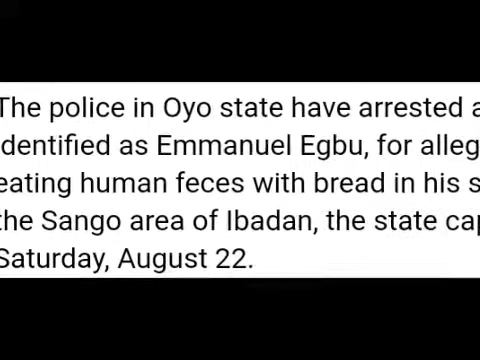 The police in Oyo state have arrested a
identified as Emmanuel Egbu, for alleg
eating human feces with bread in his s
the Sango area of Ibadan, the state cap
Saturday, August 22.